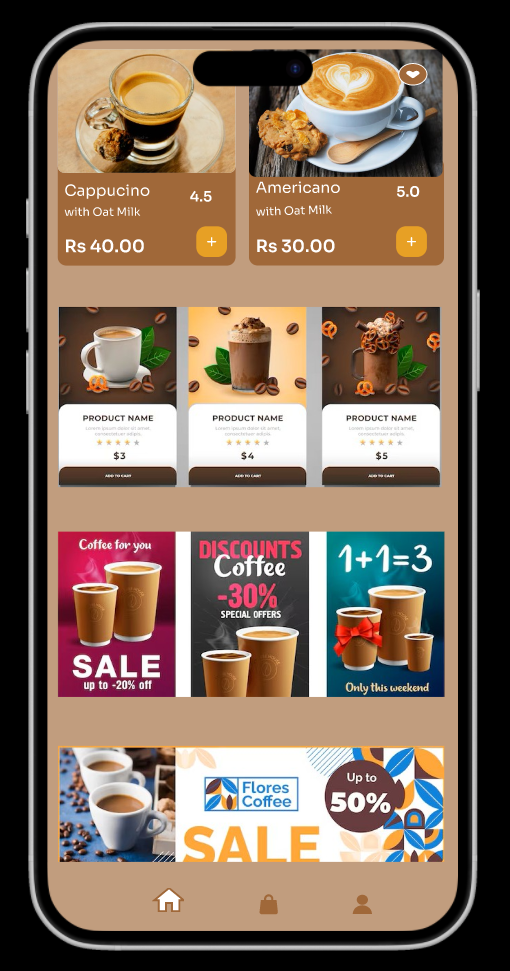 Cappucino
4.5
with Oat Milk
Rs 40.00
+
Americano
5.0
with Oat Milk
Rs 30.00
+
PRODUCT NAME
Lorem ipsum dolor sit amet,
consectetuer adipis.
$3
ADD TO CART
PRODUCT NAME
Lorem ipsum dolor sit amet,
consectetuer adipis.
$4
ADD TO CART
PRODUCT NAME
Lorem ipsum dolor sit amet,
consectetuer adipis.
$5
ADD TO CART
Coffee for you
SALE
up to -20% off
DISCOUNTS
Coffee
-30%
SPECIAL OFFERS
1+1=3
Only this weekend
Flores
Coffee
SALE
Up to
50%